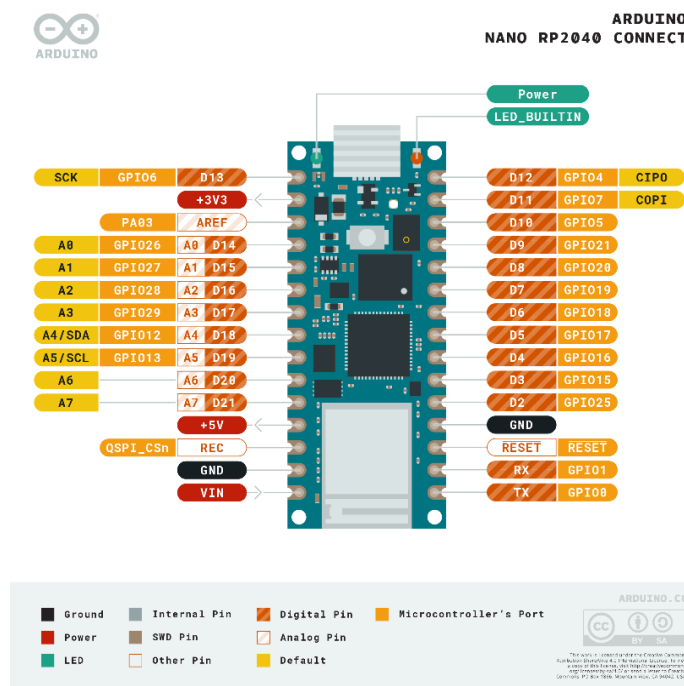 ARDUINO
ARDUINO
NANO RP2040 CONNECT
Power
LED_BUILTIN
SCK GPIO6 D13
D12 GPIO4 CIPO
+3V3
D11 GPIO7 COPI
PA03 AREF
D10 GPIO5
A0 GPIO26 A0 D14
D9 GPIO21
A1 GPIO27 A1 D15
D8 GPIO20
A2 GPIO28 A2 D16
D7 GPIO19
A3 GPIO29 A3 D17
D6 GPIO18
A4/SDA GPIO12 A4 D18
D5 GPIO17
A5/SCL GPIO13 A5 D19
D4 GPIO16
A6 A6 D20
D3 GPIO15
A7 A7 D21
D2 GPIO25
+5V
GND
QSPI_CSn REC
RESET RESET
GND
RX GPIO1
VIN
TX GPIO0
ARDUINO.CC
Ground Internal Pin Digital Pin Microcontroller's Port
Power SWD Pin Analog Pin
LED Other Pin Default
CC BY SA